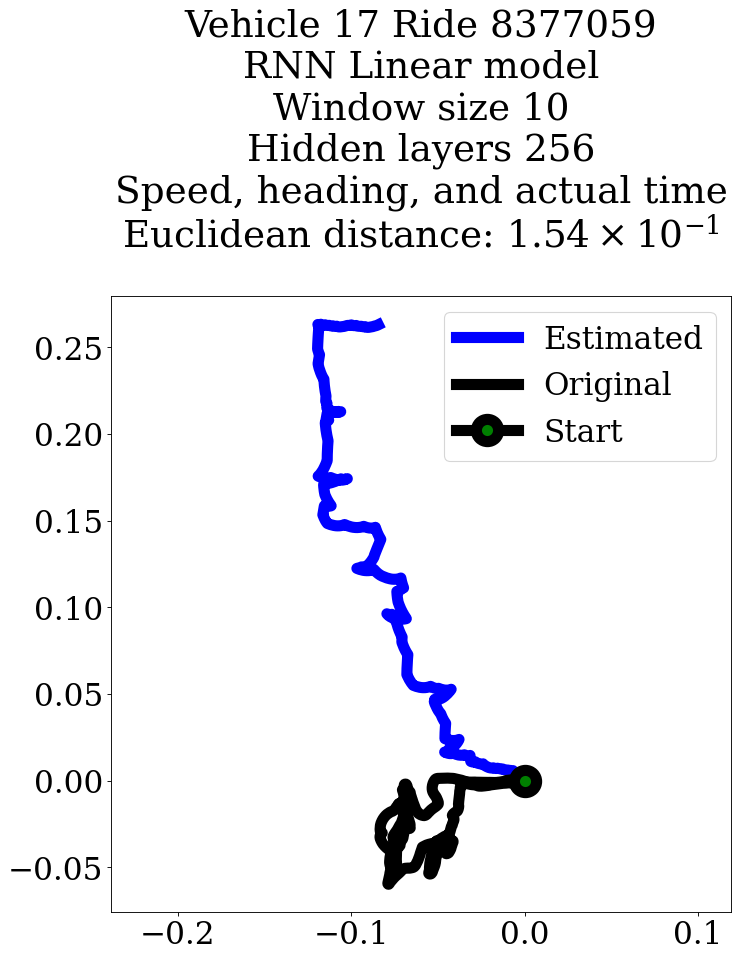 Vehicle 17 Ride 8377059
RNN Linear model
Window size 10
Hidden layers 256
Speed, heading, and actual time
Euclidean distance: 1.54 × 10⁻¹
Estimated
Original
Start
0.25
0.20
0.15
0.10
0.05
0.00
−0.05
−0.2
−0.1
0.0
0.1